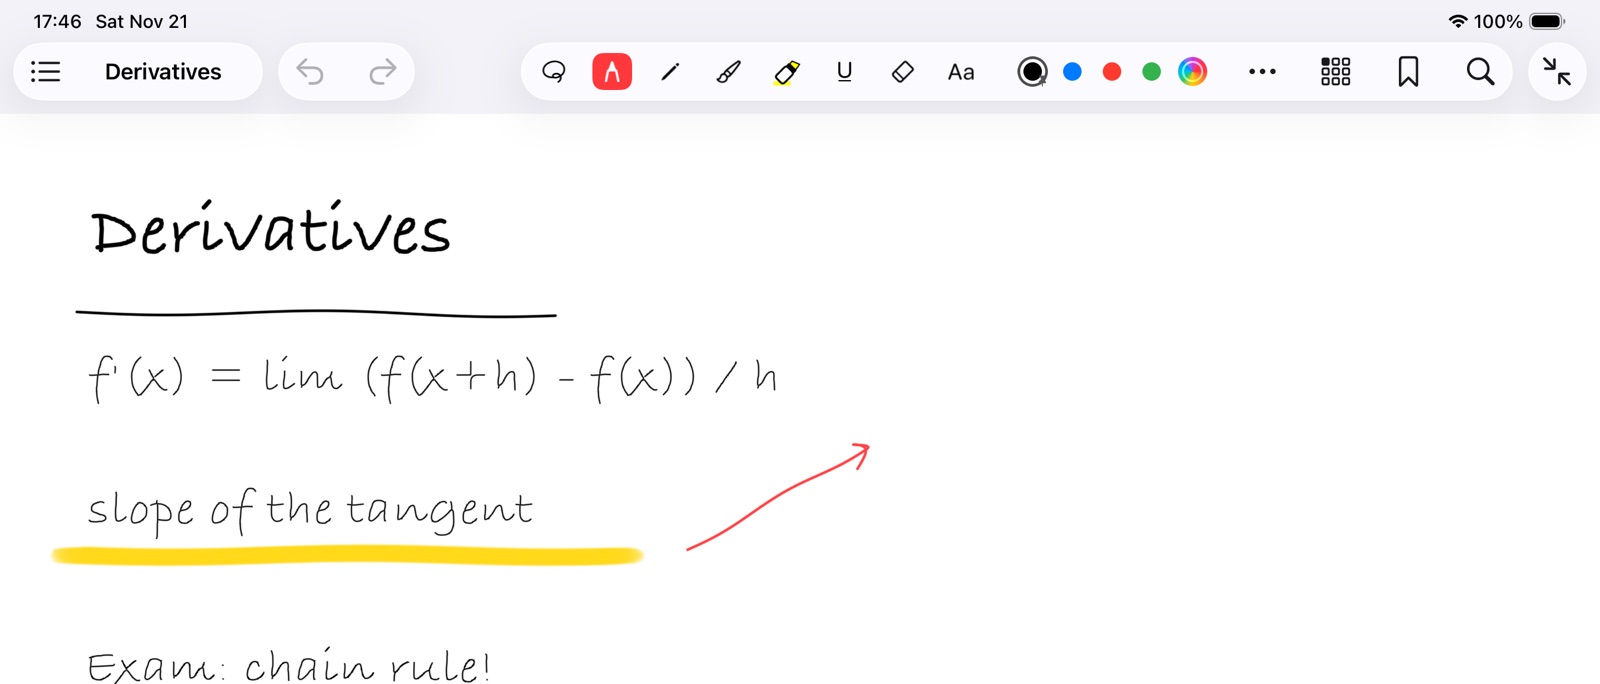 17:46 Sat Nov 21 100%
Derivatives U Aa
Derivatives
f'(x) = lim (f(x+h) - f(x)) / h
slope of the tangent
Exam: chain rule!